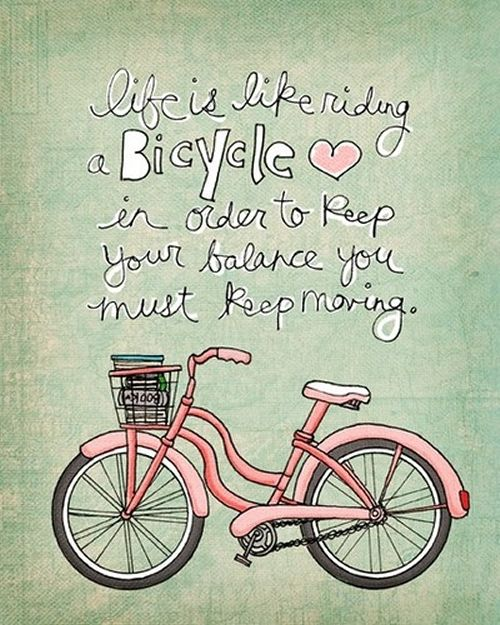 life is like riding
a Bicycle
in order to keep
your balance you
must keep moving.